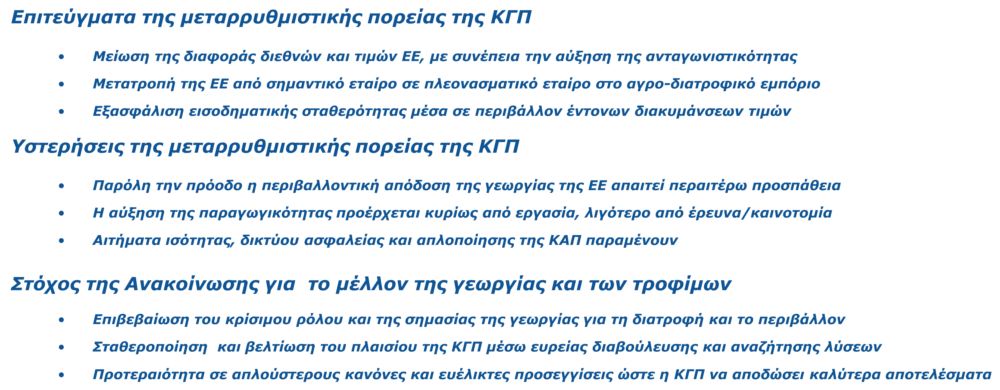 Επιτεύγματα της μεταρρυθμιστικής πορείας της ΚΓΠ
• Μείωση της διαφοράς διεθνών και τιμών ΕΕ, με συνέπεια την αύξηση της ανταγωνιστικότητας
• Μετατροπή της ΕΕ από σημαντικό εταίρο σε πλεονασματικό εταίρο στο αγρο-διατροφικό εμπόριο
• Εξασφάλιση εισοδηματικής σταθερότητας μέσα σε περιβάλλον έντονων διακυμάνσεων τιμών
Υστερήσεις της μεταρρυθμιστικής πορείας της ΚΓΠ
• Παρόλη την πρόοδο η περιβαλλοντική απόδοση της γεωργίας της ΕΕ απαιτεί περαιτέρω προσπάθεια
• Η αύξηση της παραγωγικότητας προέρχεται κυρίως από εργασία, λιγότερο από έρευνα/καινοτομία
• Αιτήματα ισότητας, δικτύου ασφαλείας και απλοποίησης της ΚΑΠ παραμένουν
Στόχος της Ανακοίνωσης για  το μέλλον της γεωργίας και των τροφίμων
• Επιβεβαίωση του κρίσιμου ρόλου και της σημασίας της γεωργίας για τη διατροφή και το περιβάλλον
• Σταθεροποίηση  και βελτίωση του πλαισίου της ΚΓΠ μέσω ευρείας διαβούλευσης και αναζήτησης λύσεων
• Προτεραιότητα σε απλούστερους κανόνες και ευέλικτες προσεγγίσεις ώστε η ΚΓΠ να αποδώσει καλύτερα αποτελέσματα